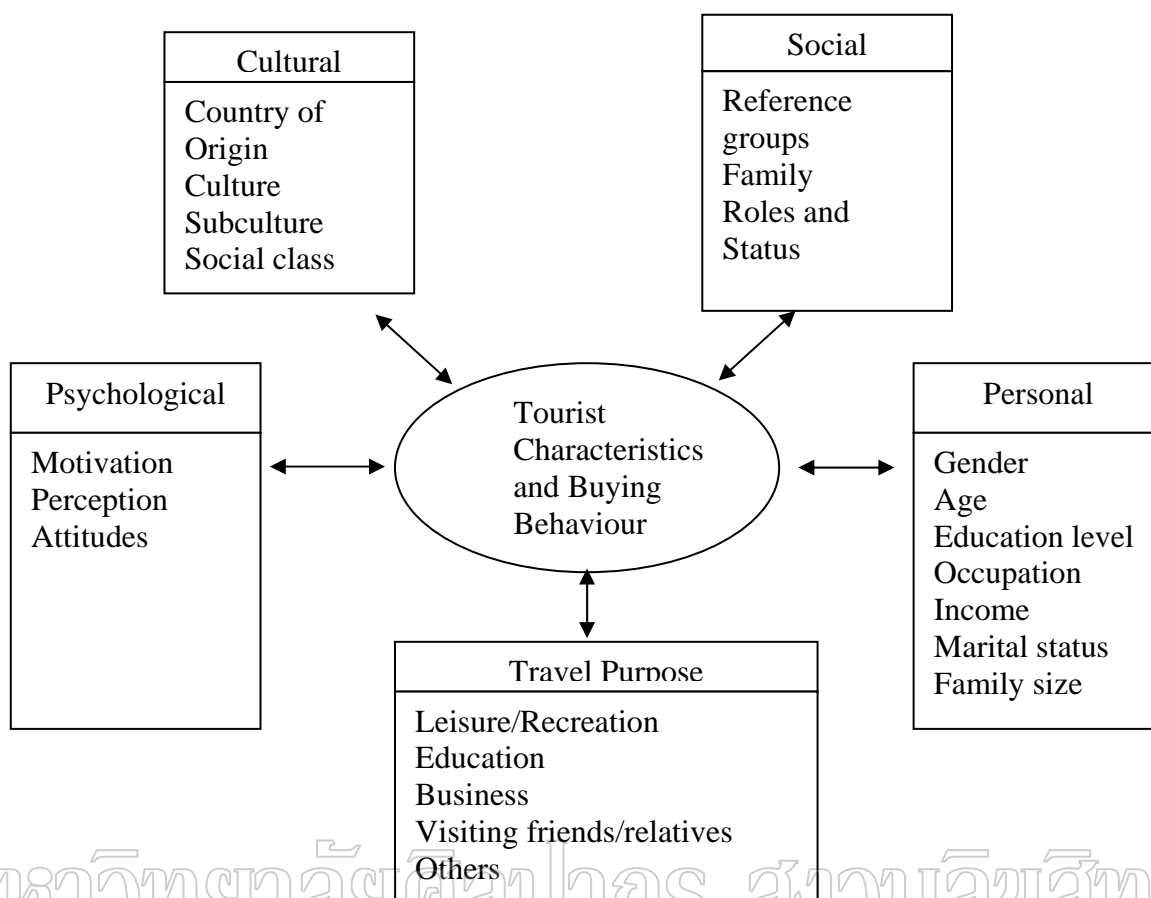 Cultural
Country of
Origin
Culture
Subculture
Social class
Social
Reference
groups
Family
Roles and
Status
Psychological
Motivation
Perception
Attitudes
Tourist
Characteristics
and Buying
Behaviour
Personal
Gender
Age
Education level
Occupation
Income
Marital status
Family size
Travel Purpose
Leisure/Recreation
Education
Business
Visiting friends/relatives
Others